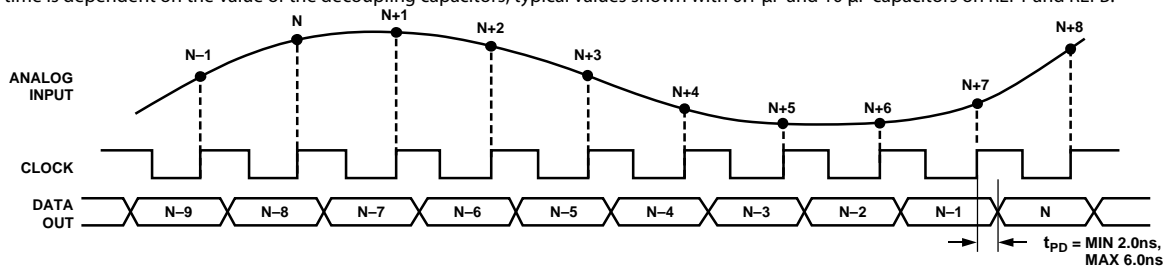 time is dependent on the value of the decoupling capacitors, typical values shown with 0.1 µF and 10 µF capacitors on REFT and REFB.
N–1
N
N+1
N+2
N+3
N+4
N+5
N+6
N+7
N+8
ANALOG
INPUT
CLOCK
DATA
OUT
N–9
N–8
N–7
N–6
N–5
N–4
N–3
N–2
N–1
N
tPD = MIN 2.0ns,
MAX 6.0ns